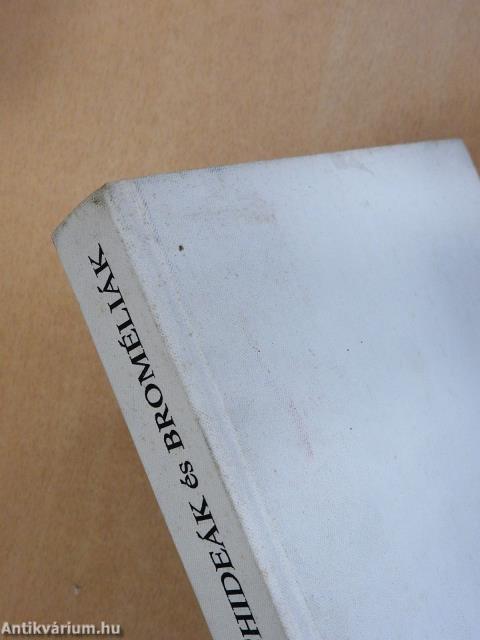 HIDEÁK és BROMÉLIÁK
Antikvárium.hu